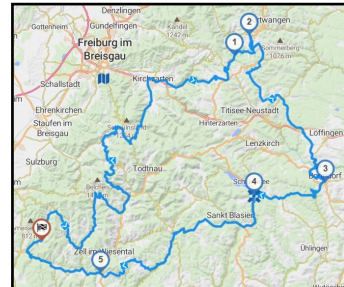 Denzlingen
Gottenheim
Gundelfingen
Kandel
1242 m
rtwangen
2
1
Freiburg im
Breisgau
Sommerberg
1076 m
Kirchzarten
Schallstadt
Titisee-Neustadt
Ehrenkirchen
Hinterzarten
Löffingen
Staufen im
Breisgau
Lenzkirch
Todtnau
Sulzburg
3
4
Sankt Blasien
Zell im Wiesental
5
Ühlingen